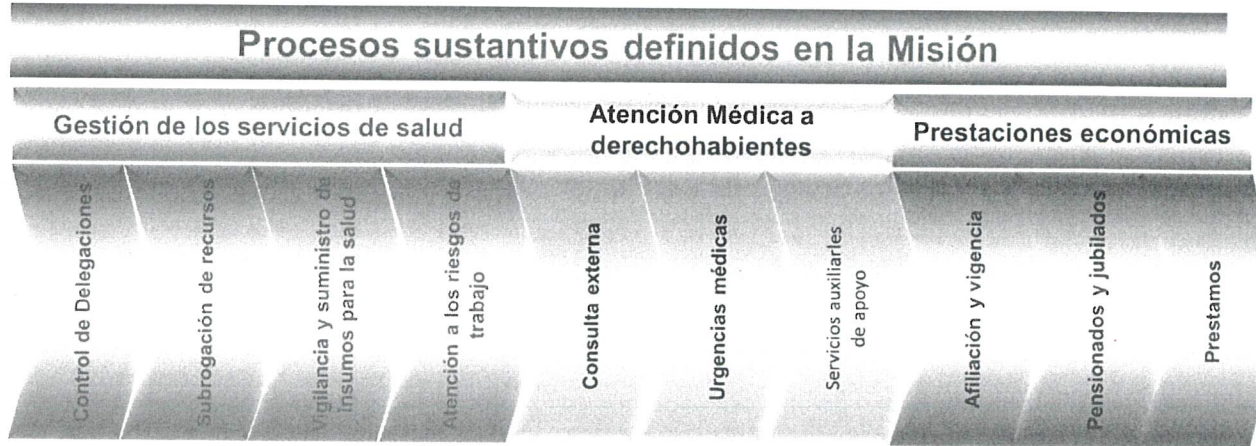 Procesos sustantivos definidos en la Misión
Gestión de los servicios de salud
Atención Médica a
derechohabientes
Prestaciones económicas
Control de Delegaciones
Subrogación de recursos
Vigilancia y suministro de
insumos para la salud
Atención a los riesgos de
trabajo
Consulta externa
Urgencias médicas
Servicios auxiliarles
de apoyo
Afiliación y vigencia
Pensionados y jubilados
Prestamos